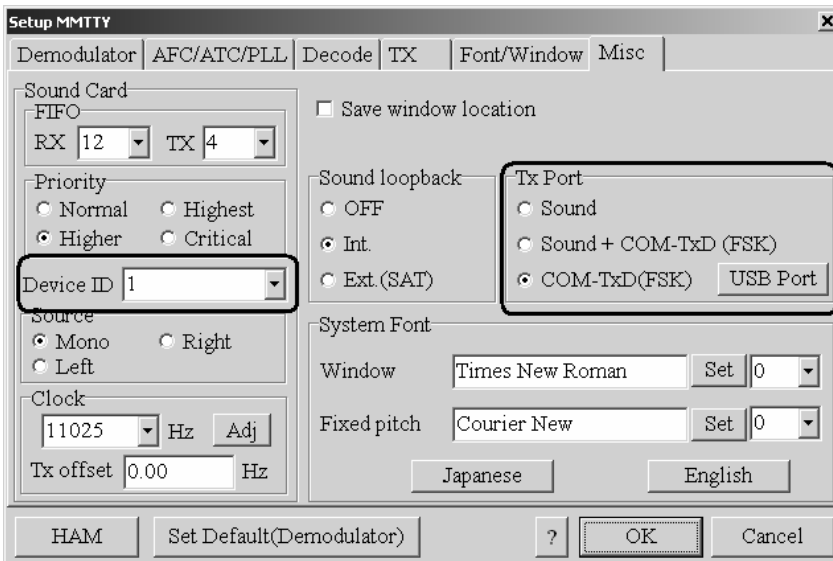 Setup MMTTY
Demodulator AFC/ATC/PLL Decode TX Font/Window Misc
Sound Card
FIFO
RX 12 TX 4
Priority
Normal Highest
Higher Critical
Device ID 1
Source
Mono Right
Left
Clock
11025 Hz Adj
Tx offset 0.00 Hz
Save window location
Sound loopback
OFF
Int.
Ext.(SAT)
Tx Port
Sound
Sound + COM-TxD (FSK)
COM-TxD(FSK) USB Port
System Font
Window Times New Roman Set 0
Fixed pitch Courier New Set 0
Japanese English
HAM Set Default(Demodulator) ? OK Cancel